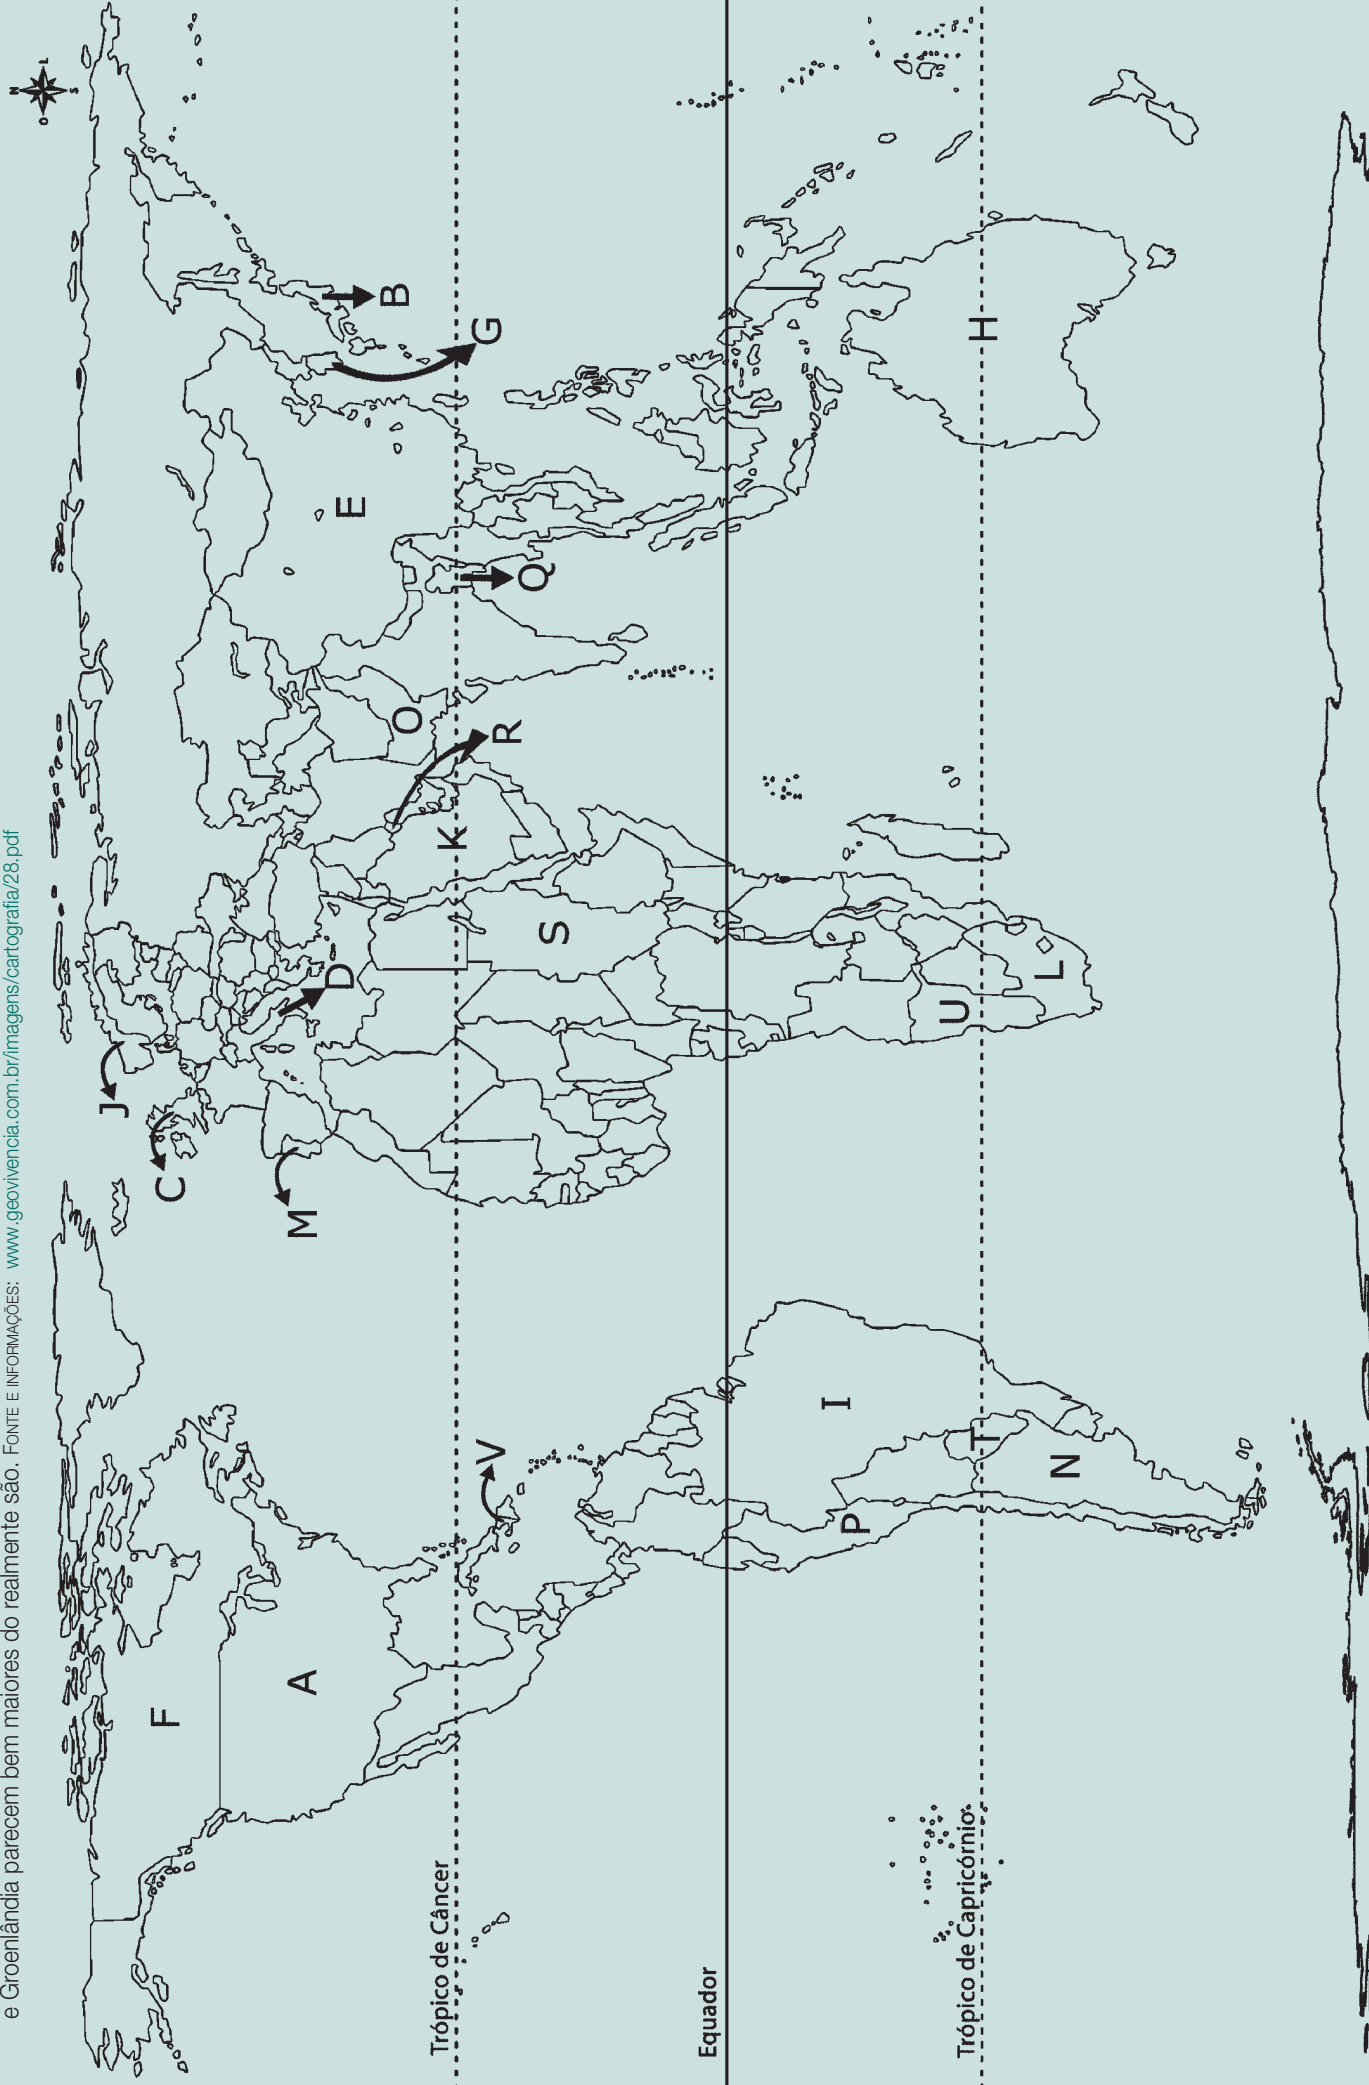 e Groenlândia parecem bem maiores do realmente são. FONTE E INFORMAÇÕES: www.geovivencia.com.br/imagens/cartografia/28.pdf
N
O
L
S
F
A
J
C
M
D
E
B
G
Q
O
R
K
S
V
Trópico de Câncer
Equador
I
P
T
N
U
L
H
Trópico de Capricórnio